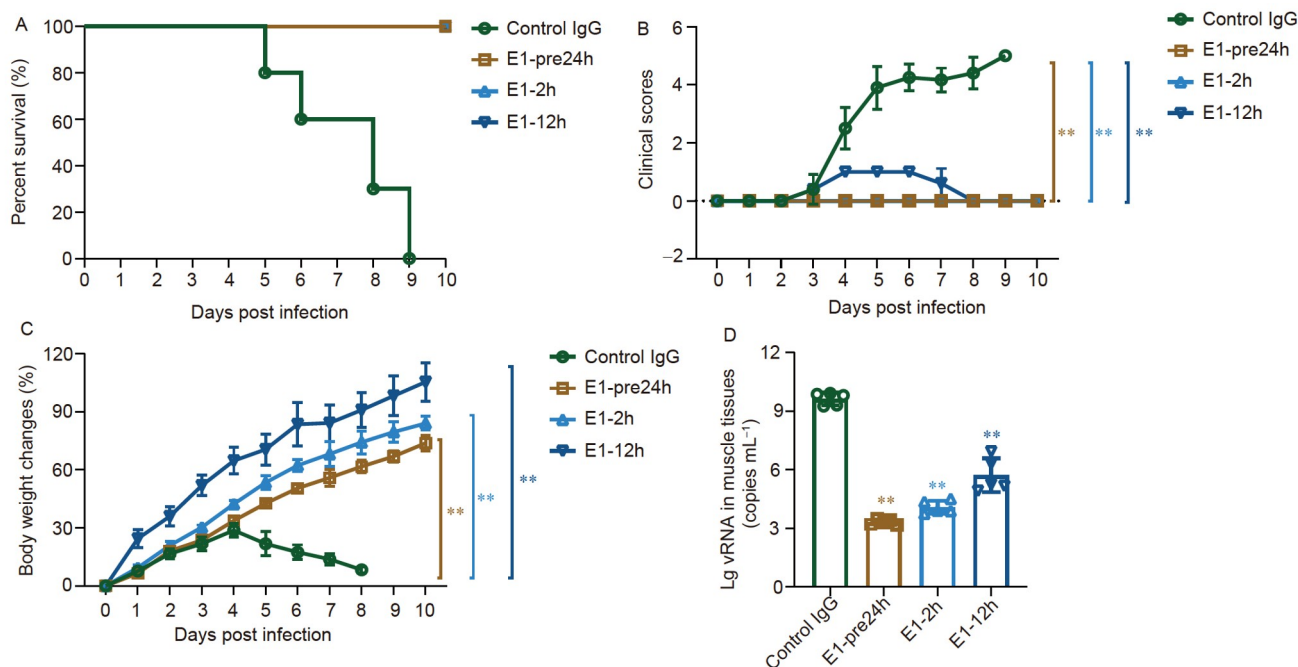 A
Percent survival (%)
100
80
60
40
20
0
0 1 2 3 4 5 6 7 8 9 10
Days post infection
Control IgG
E1-pre24h
E1-2h
E1-12h
B
Clinical scores
6
4
2
0
−2
0 1 2 3 4 5 6 7 8 9 10
Days post infection
** ** **
Control IgG
E1-pre24h
E1-2h
E1-12h
C
Body weight changes (%)
120
90
60
30
0
0 1 2 3 4 5 6 7 8 9 10
Days post infection
Control IgG
E1-pre24h
E1-2h
E1-12h
** ** **
D
Lg vRNA in muscle tissues
(copies mL⁻¹)
12
9
6
3
0
** ** **
Control IgG
E1-pre24h
E1-2h
E1-12h